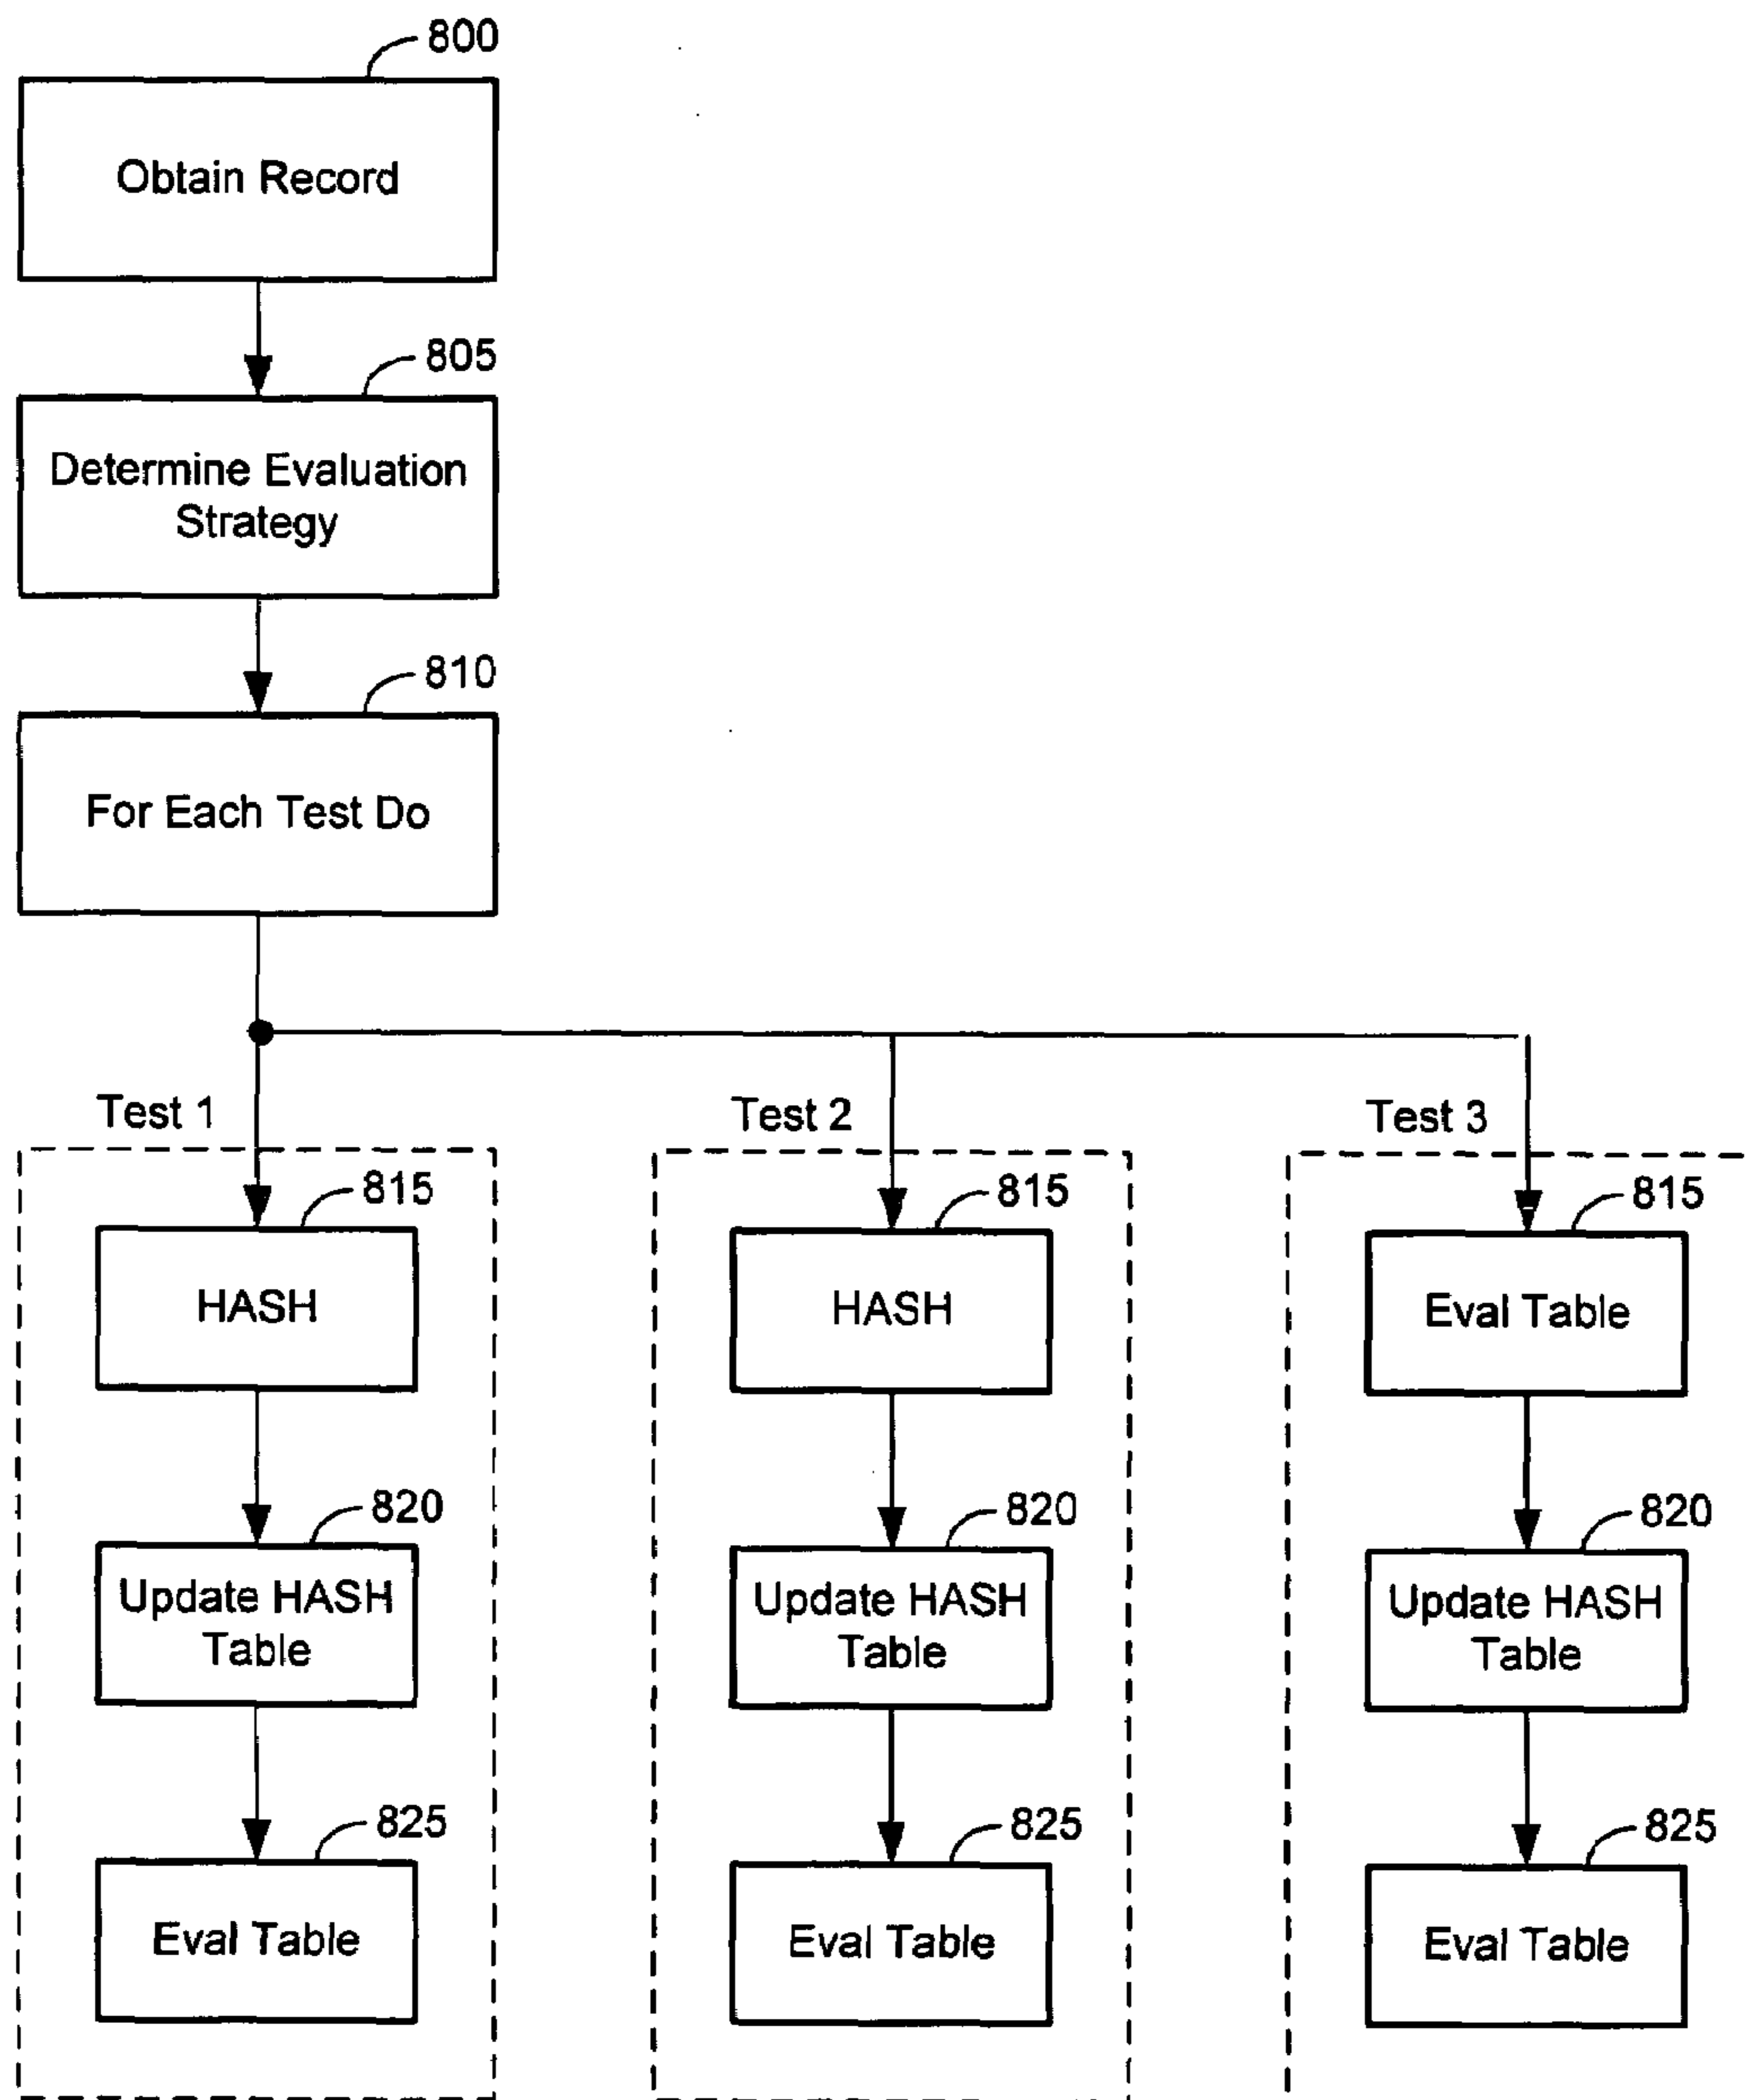 800
Obtain Record
805
Determine Evaluation
Strategy
810
For Each Test Do
Test 1
815
HASH
820
Update HASH
Table
825
Eval Table
Test 2
815
HASH
820
Update HASH
Table
825
Eval Table
Test 3
815
Eval Table
820
Update HASH
Table
825
Eval Table